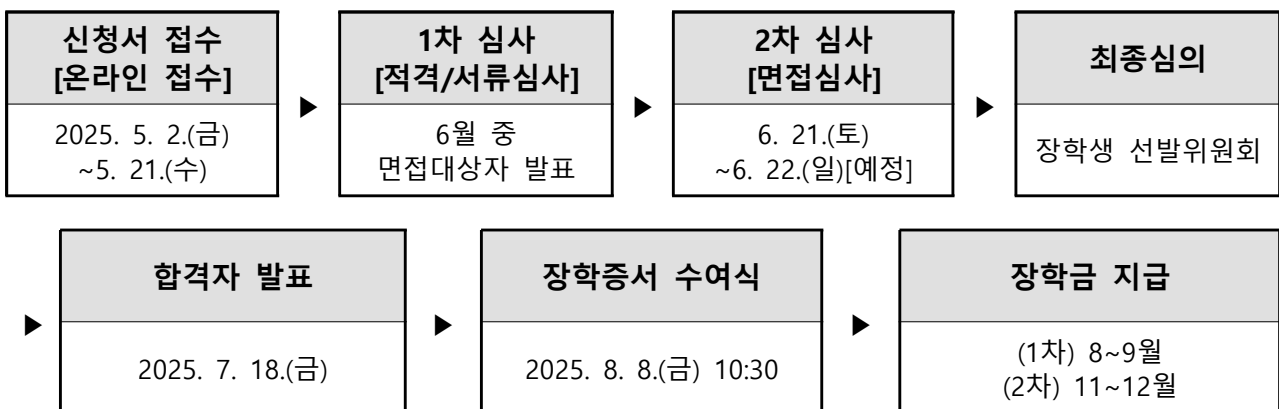 신청서 접수
[온라인 접수]
2025. 5. 2.(금)
~5. 21.(수)
▶
1차 심사
[적격/서류심사]
6월 중
면접대상자 발표
▶
2차 심사
[면접심사]
6. 21.(토)
~6. 22.(일)[예정]
▶
최종심의
장학생 선발위원회
▶
합격자 발표
2025. 7. 18.(금)
▶
장학증서 수여식
2025. 8. 8.(금) 10:30
▶
장학금 지급
(1차) 8~9월
(2차) 11~12월